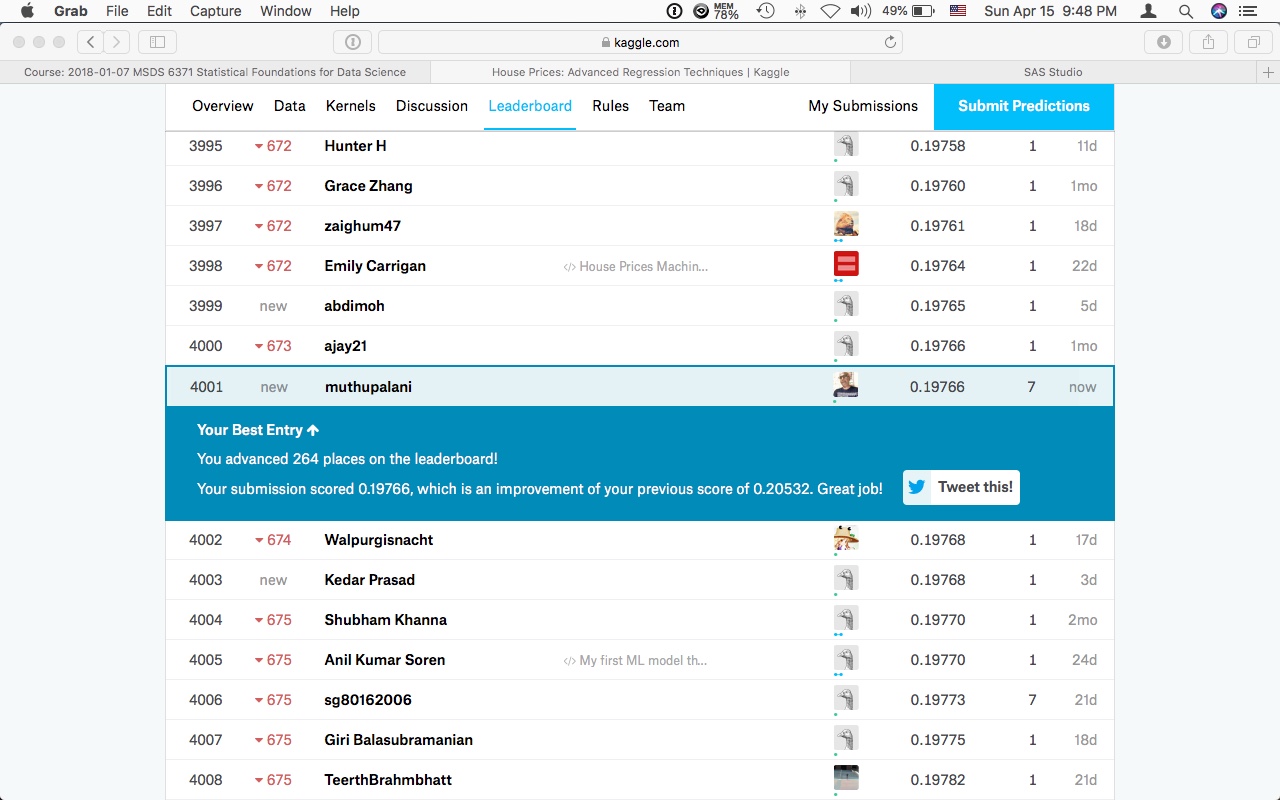 Grab File Edit Capture Window Help MEM 78% 49% Sun Apr 15 9:48 PM
kaggle.com
Course: 2018-01-07 MSDS 6371 Statistical Foundations for Data Science House Prices: Advanced Regression Techniques | Kaggle SAS Studio
Overview Data Kernels Discussion Leaderboard Rules Team My Submissions Submit Predictions
3995 672 Hunter H 0.19758 1 11d
3996 672 Grace Zhang 0.19760 1 1mo
3997 672 zaighum47 0.19761 1 18d
3998 672 Emily Carrigan </> House Prices Machin... 0.19764 1 22d
3999 new abdimoh 0.19765 1 5d
4000 673 ajay21 0.19766 1 1mo
4001 new muthupalani 0.19766 7 now
Your Best Entry
You advanced 264 places on the leaderboard!
Your submission scored 0.19766, which is an improvement of your previous score of 0.20532. Great job! Tweet this!
4002 674 Walpurgisnacht 0.19768 1 17d
4003 new Kedar Prasad 0.19768 1 3d
4004 675 Shubham Khanna 0.19770 1 2mo
4005 675 Anil Kumar Soren </> My first ML model th... 0.19770 1 24d
4006 675 sg80162006 0.19773 7 21d
4007 675 Giri Balasubramanian 0.19775 1 18d
4008 675 TeerthBrahmbhatt 0.19782 1 21d